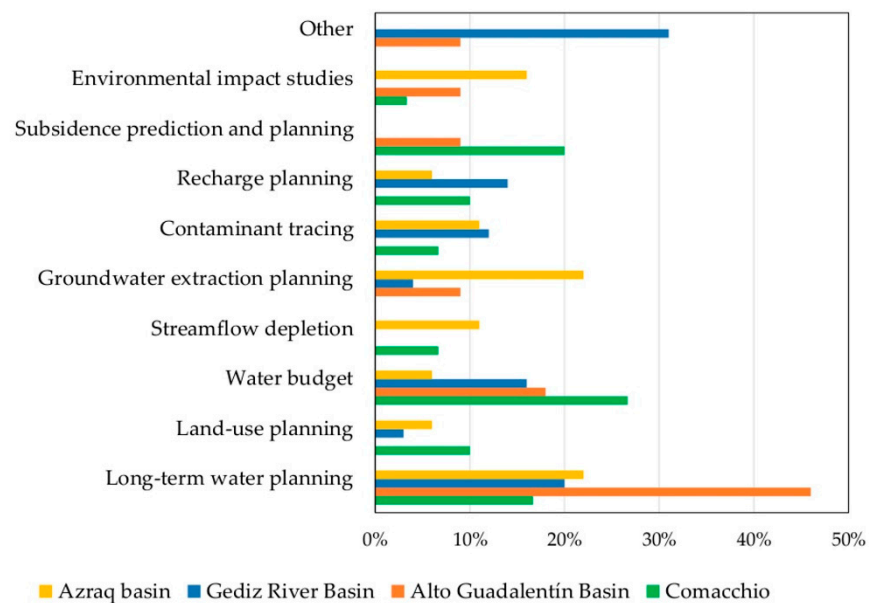 Other
Environmental impact studies
Subsidence prediction and planning
Recharge planning
Contaminant tracing
Groundwater extraction planning
Streamflow depletion
Water budget
Land-use planning
Long-term water planning
0% 10% 20% 30% 40% 50%
Azraq basin Gediz River Basin Alto Guadalentín Basin Comacchio